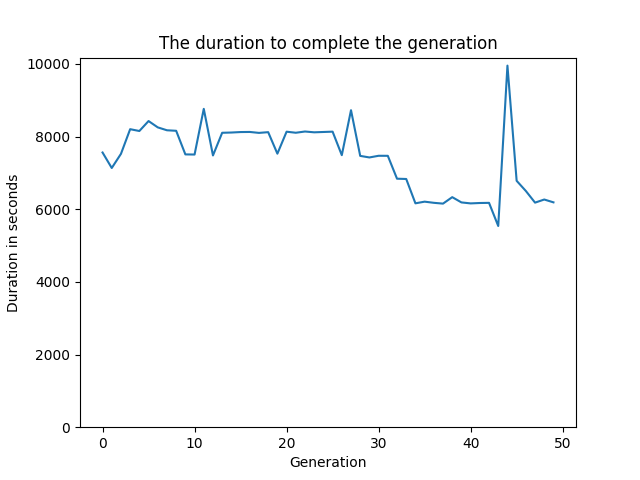 The duration to complete the generation
10000
8000
6000
4000
2000
0
Duration in seconds
0 10 20 30 40 50
Generation